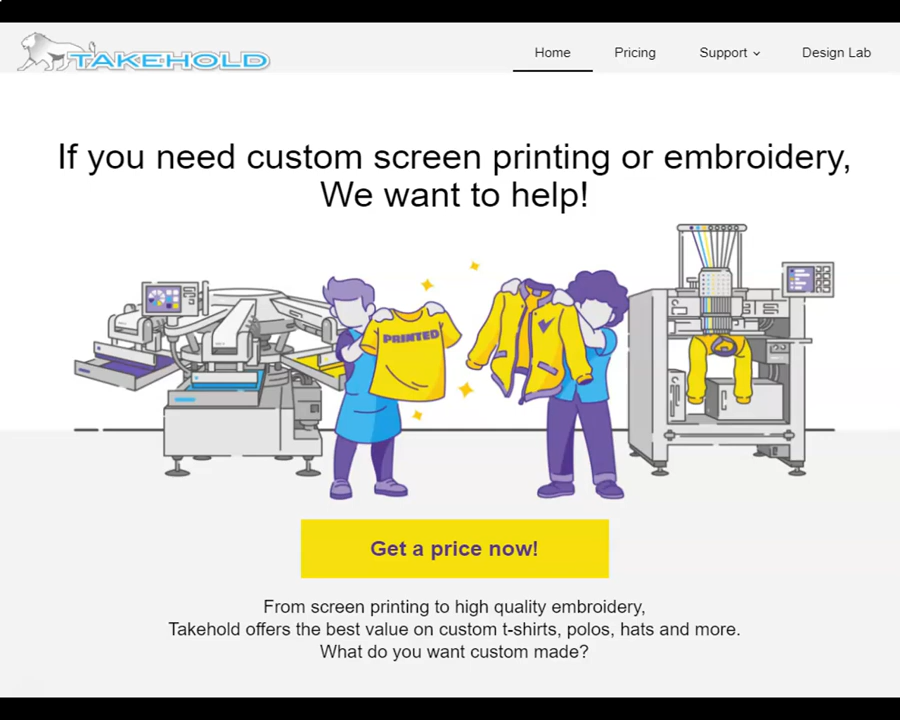 TAKEHOLD
Home Pricing Support Design Lab
If you need custom screen printing or embroidery,
We want to help!
PRINTED
Get a price now!
From screen printing to high quality embroidery,
Takehold offers the best value on custom t-shirts, polos, hats and more.
What do you want custom made?